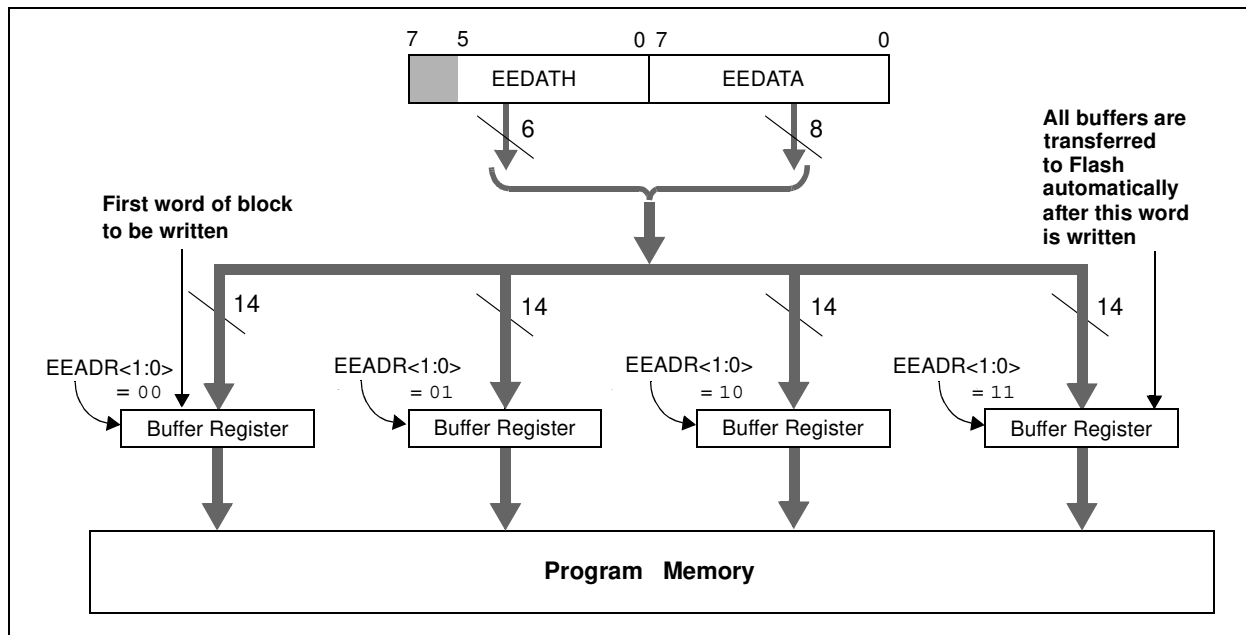 7 5 0 7 0
EEDATH EEDATA
6 8
All buffers are
transferred
to Flash
automatically
after this word
is written
First word of block
to be written
14 14 14 14
EEADR<1:0> EEADR<1:0> EEADR<1:0> EEADR<1:0>
= 00 = 01 = 10 = 11
Buffer Register Buffer Register Buffer Register Buffer Register
Program Memory